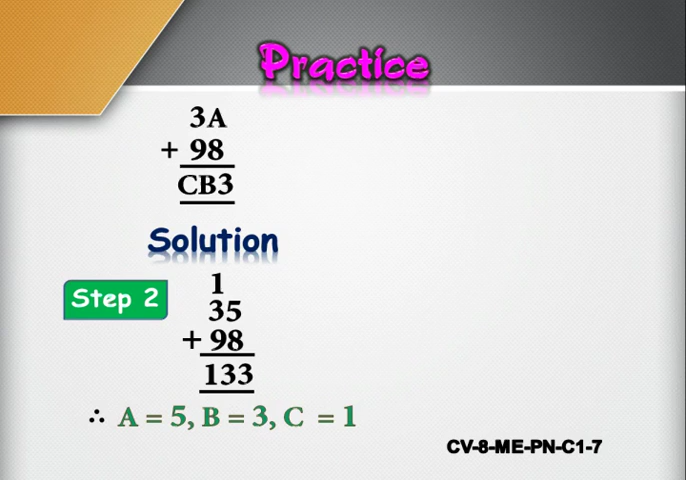 Practice
3A
+ 98
CB3
Solution
Step 2
1
35
+ 98
133
∴ A = 5, B = 3, C = 1
CV-8-ME-PN-C1-7